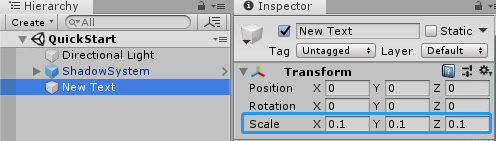 Hierarchy
Create
All
QuickStart
Directional Light
ShadowSystem
New Text
Inspector
New Text
Static
Tag Untagged Layer Default
Transform
Position X 0 Y 0 Z 0
Rotation X 0 Y 0 Z 0
Scale X 0.1 Y 0.1 Z 0.1